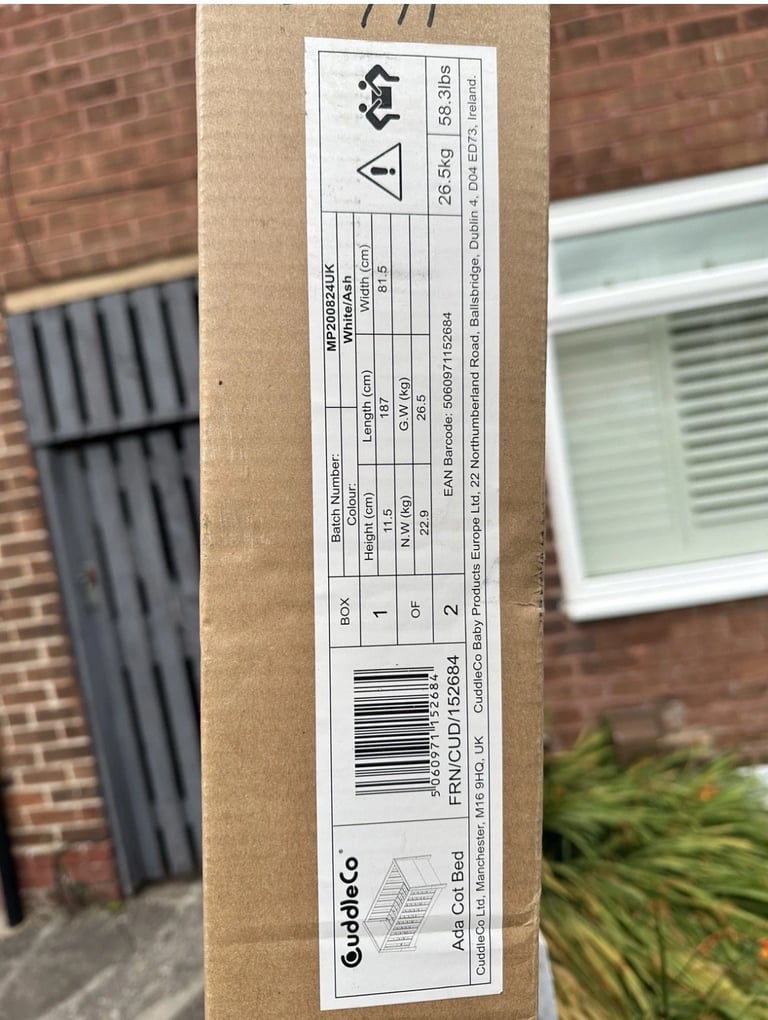 CuddleCo
Ada Cot Bed
5 060971 152684
FRN/CUD/152684
BOX
1
OF
2
Batch Number: MP200824UK
Colour: White/Ash
Height (cm) Length (cm) Width (cm)
11.5 187 81.5
N.W (kg) G.W (kg)
22.9 26.5
EAN Barcode: 5060971152684
26.5kg 58.3lbs
CuddleCo Ltd, Manchester, M16 9HQ, UK CuddleCo Baby Products Europe Ltd, 22 Northumberland Road, Ballsbridge, Dublin 4, D04 ED73, Ireland.